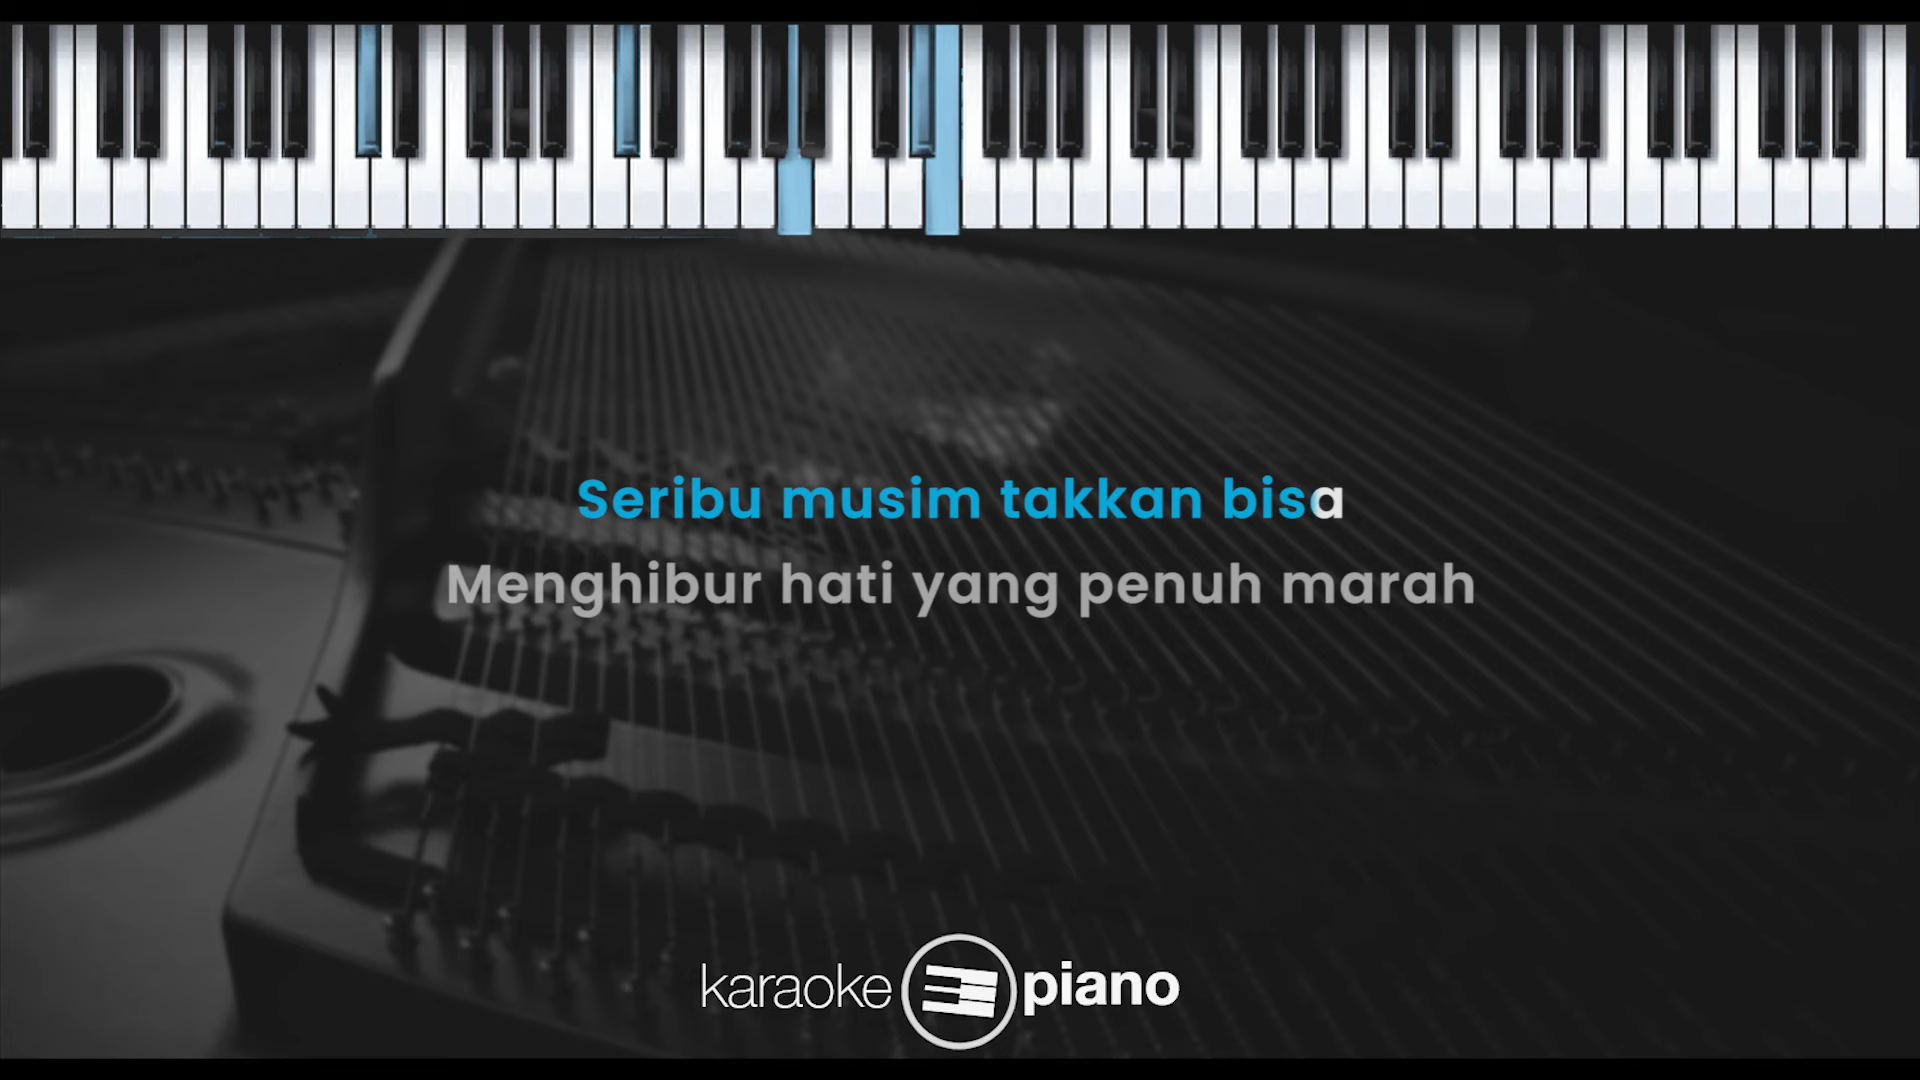 Seribu musim takkan bisa
Menghibur hati yang penuh marah
karaoke piano